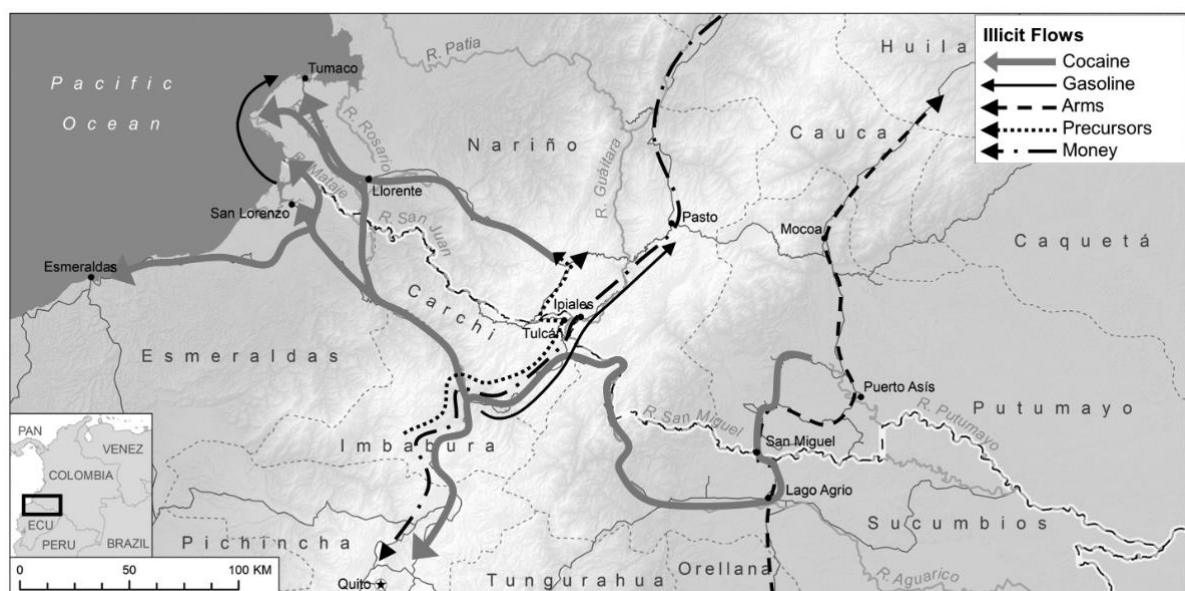 Illicit Flows
Cocaine
Gasoline
Arms
Precursors
Money
Pacific
Ocean
Tumaco
R. Patia
Huila
Cauca
R. Rosario
Nariño
R. Guáitara
R. Mataje
Llorente
San Lorenzo
R. San Juan
Pasto
Mocoa
Caquetá
Esmeraldas
Carchi
Ipiales
Tulcán
Esmeraldas
Puerto Asís
R. Putumayo
Putumayo
R. San Miguel
San Miguel
Imbabura
Lago Agrio
Sucumbios
PAN
VENEZ
COLOMBIA
ECU
PERU
BRAZIL
Pichincha
Quito
Tungurahua
Orellana
R. Aguarico
0 50 100 KM